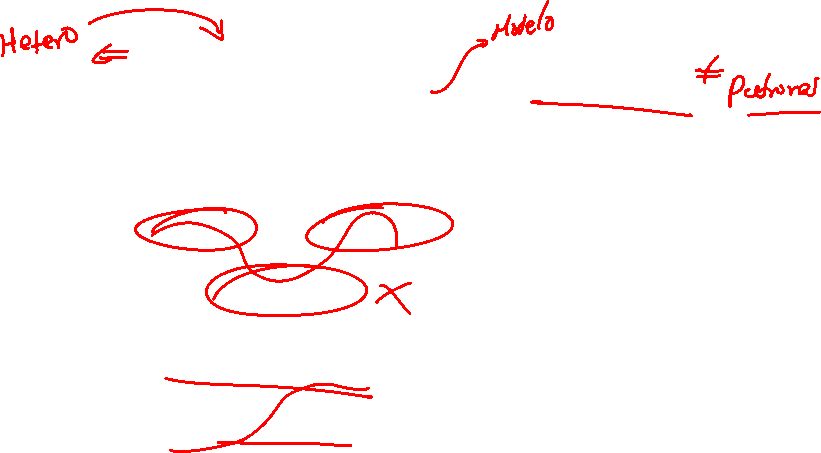 Modelo
Hetero
≠
Patrones
X